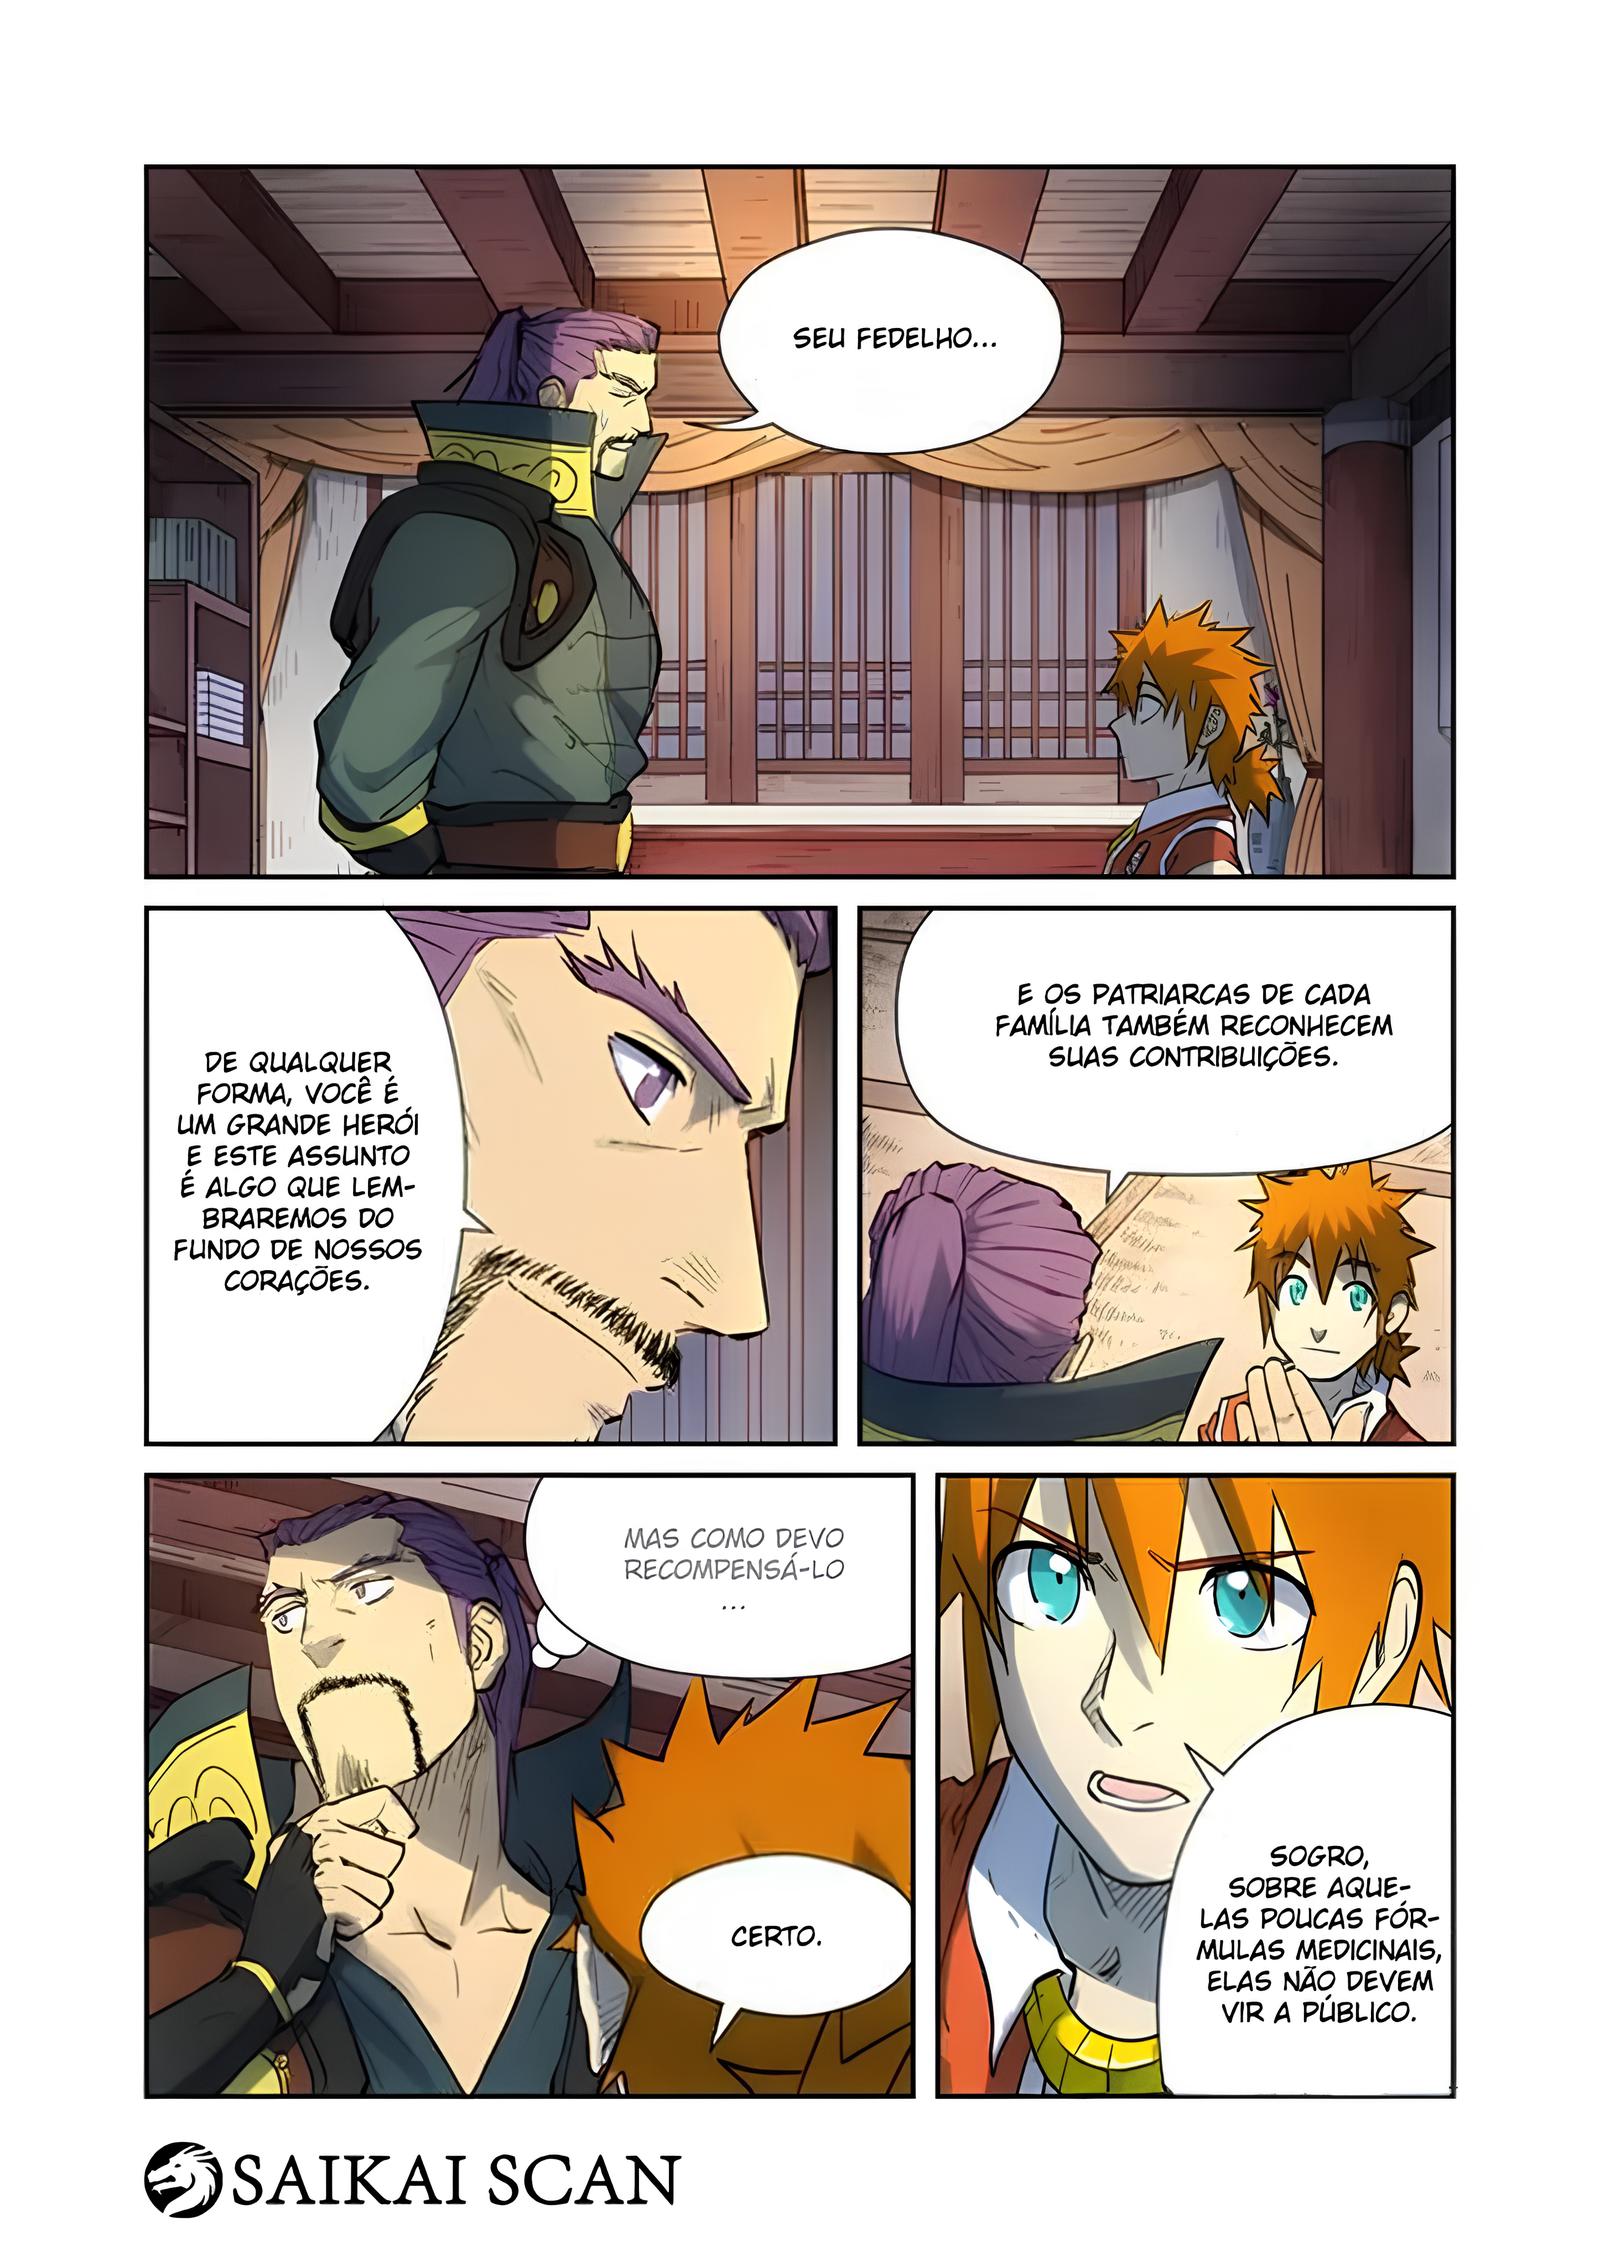 SEU FEDELHO...
DE QUALQUER
FORMA, VOCÊ É
UM GRANDE HERÓI
E ESTE ASSUNTO
É ALGO QUE LEM-
BRAREMOS DO
FUNDO DE NOSSOS
CORAÇÕES.
E OS PATRIARCAS DE CADA
FAMÍLIA TAMBÉM RECONHECEM
SUAS CONTRIBUIÇÕES.
MAS COMO DEVO
RECOMPENSÁ-LO
...
CERTO.
SOGRO,
SOBRE AQUE-
LAS POUCAS FÓR-
MULAS MEDICINAIS,
ELAS NÃO DEVEM
VIR A PÚBLICO.
SAIKAI SCAN